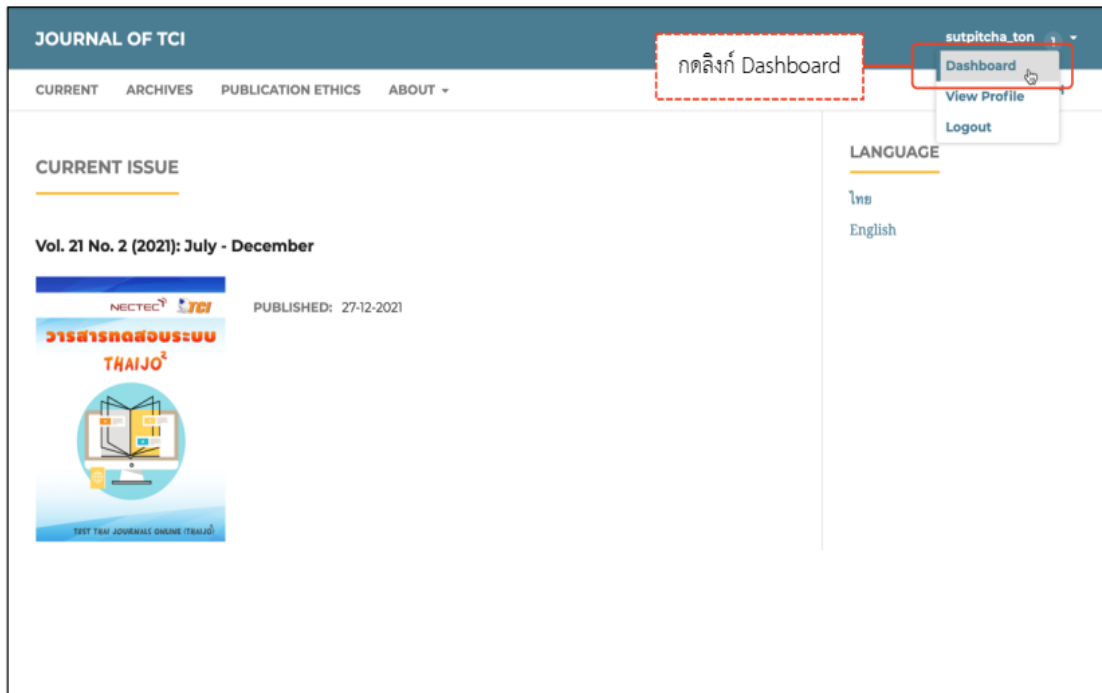 JOURNAL OF TCI
sutpitcha_ton 1
กดลิงก์ Dashboard
Dashboard
View Profile
Logout
CURRENT ARCHIVES PUBLICATION ETHICS ABOUT
CURRENT ISSUE
Vol. 21 No. 2 (2021): July - December
NECTEC TCI
วารสารทดสอบระบบ
THAIJO2
TEST THAI JOURNALS ONLINE (THAIJO)
PUBLISHED: 27-12-2021
LANGUAGE
ไทย
English